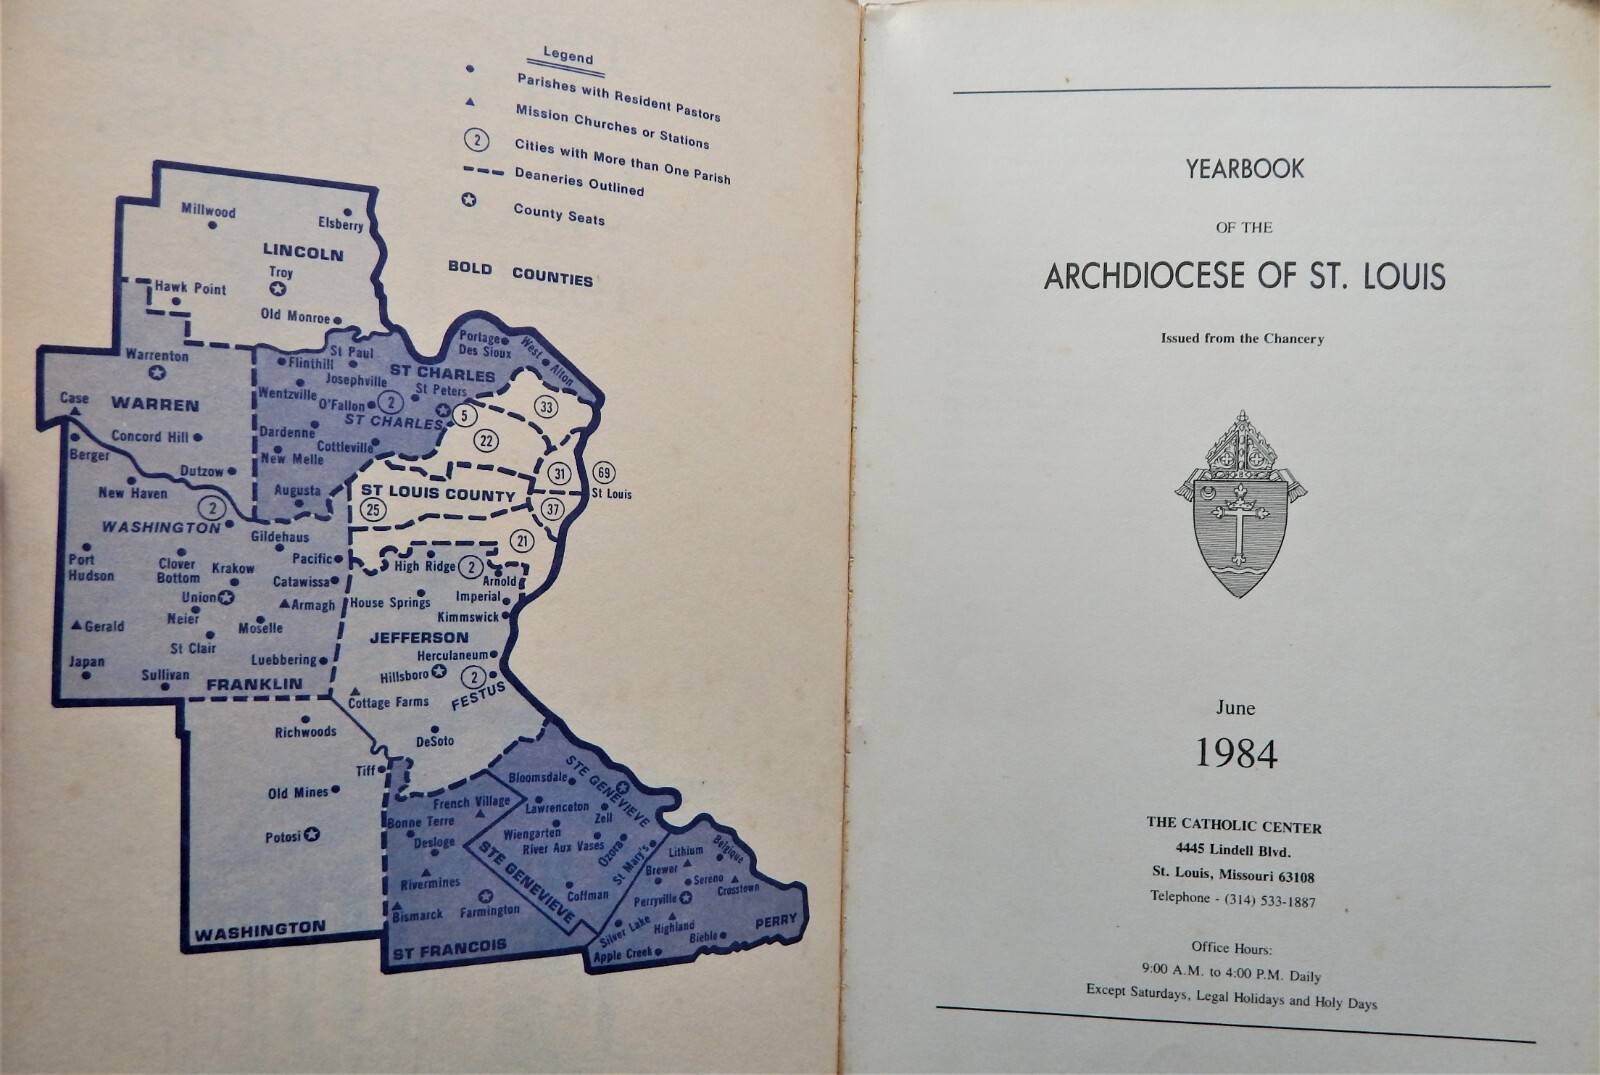 Legend
Parishes with Resident Pastors
Mission Churches or Stations
2 Cities with More than One Parish
Deaneries Outlined
County Seats
BOLD COUNTIES
Millwood
Elsberry
LINCOLN
Troy
Hawk Point
Old Monroe
Warrenton
Case
WARREN
Concord Hill
Berger
Dutzow
New Haven
2
WASHINGTON
Portage
Des Sioux
West Alton
St Paul
Flinthill
ST CHARLES
Josephville
St Peters
Wentzville
O'Fallon
2
ST CHARLES
Dardenne
Cottleville
New Melle
Augusta
33
5
22
31
69
St Louis
ST LOUIS COUNTY
25
37
21
Gildehaus
Port
Hudson
Clover
Bottom
Krakow
Pacific
Catawissa
Union
Armagh
Neier
Moselle
Gerald
St Clair
Japan
Sullivan
Luebbering
FRANKLIN
High Ridge
2
Arnold
House Springs
Imperial
Kimmswick
JEFFERSON
Herculaneum
Hillsboro
2
FESTUS
Cottage Farms
DeSoto
Richwoods
Tiff
Old Mines
Potosi
WASHINGTON
STE GENEVIEVE
Bloomsdale
French Village
Lawrenceton
Zell
Bonne Terre
Wiengarten
Desloge
River Aux Vases
Ozora
St Mary's
STE GENEVIEVE
Rivermines
Coffman
Bismarck
Farmington
ST FRANCOIS
Lithium
Belgique
Brewer
Sereno
Crosstown
Perryville
Silver Lake
Highland
Biehle
PERRY
Apple Creek
YEARBOOK
OF THE
ARCHDIOCESE OF ST. LOUIS
Issued from the Chancery
June
1984
THE CATHOLIC CENTER
4445 Lindell Blvd.
St. Louis, Missouri 63108
Telephone - (314) 533-1887
Office Hours:
9:00 A.M. to 4:00 P.M. Daily
Except Saturdays, Legal Holidays and Holy Days